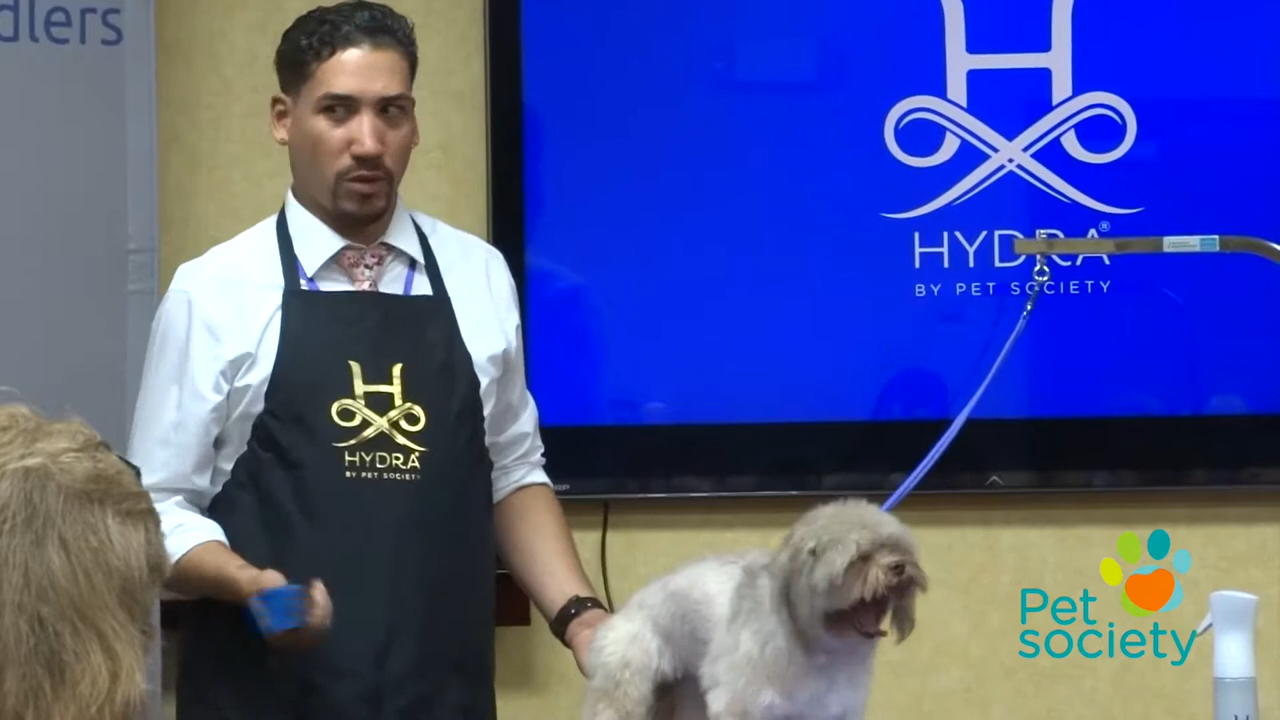 dlers
H
HYDRA®
BY PET SOCIETY
H
HYDRA®
BY PET SOCIETY
Pet
society